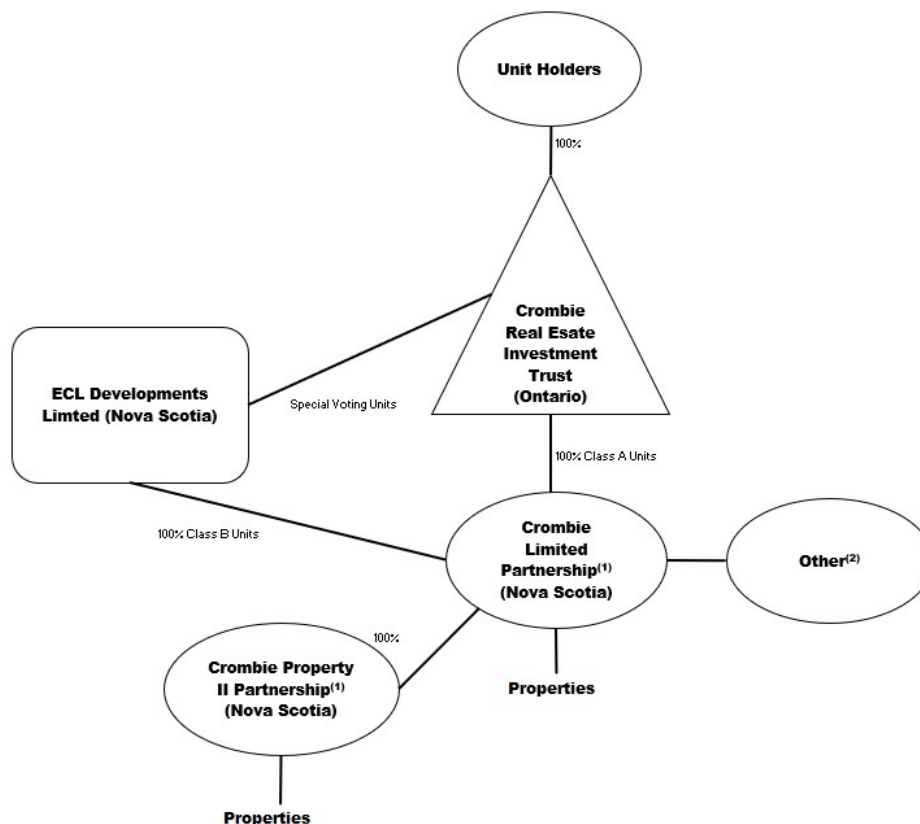 Unit Holders
100%
Crombie
Real Esate
Investment
Trust
(Ontario)
ECL Developments
Limted (Nova Scotia)
Special Voting Units
100% Class A Units
100% Class B Units
Crombie
Limited
Partnership(1)
(Nova Scotia)
Other(2)
100%
Crombie Property
II Partnership(1)
(Nova Scotia)
Properties
Properties